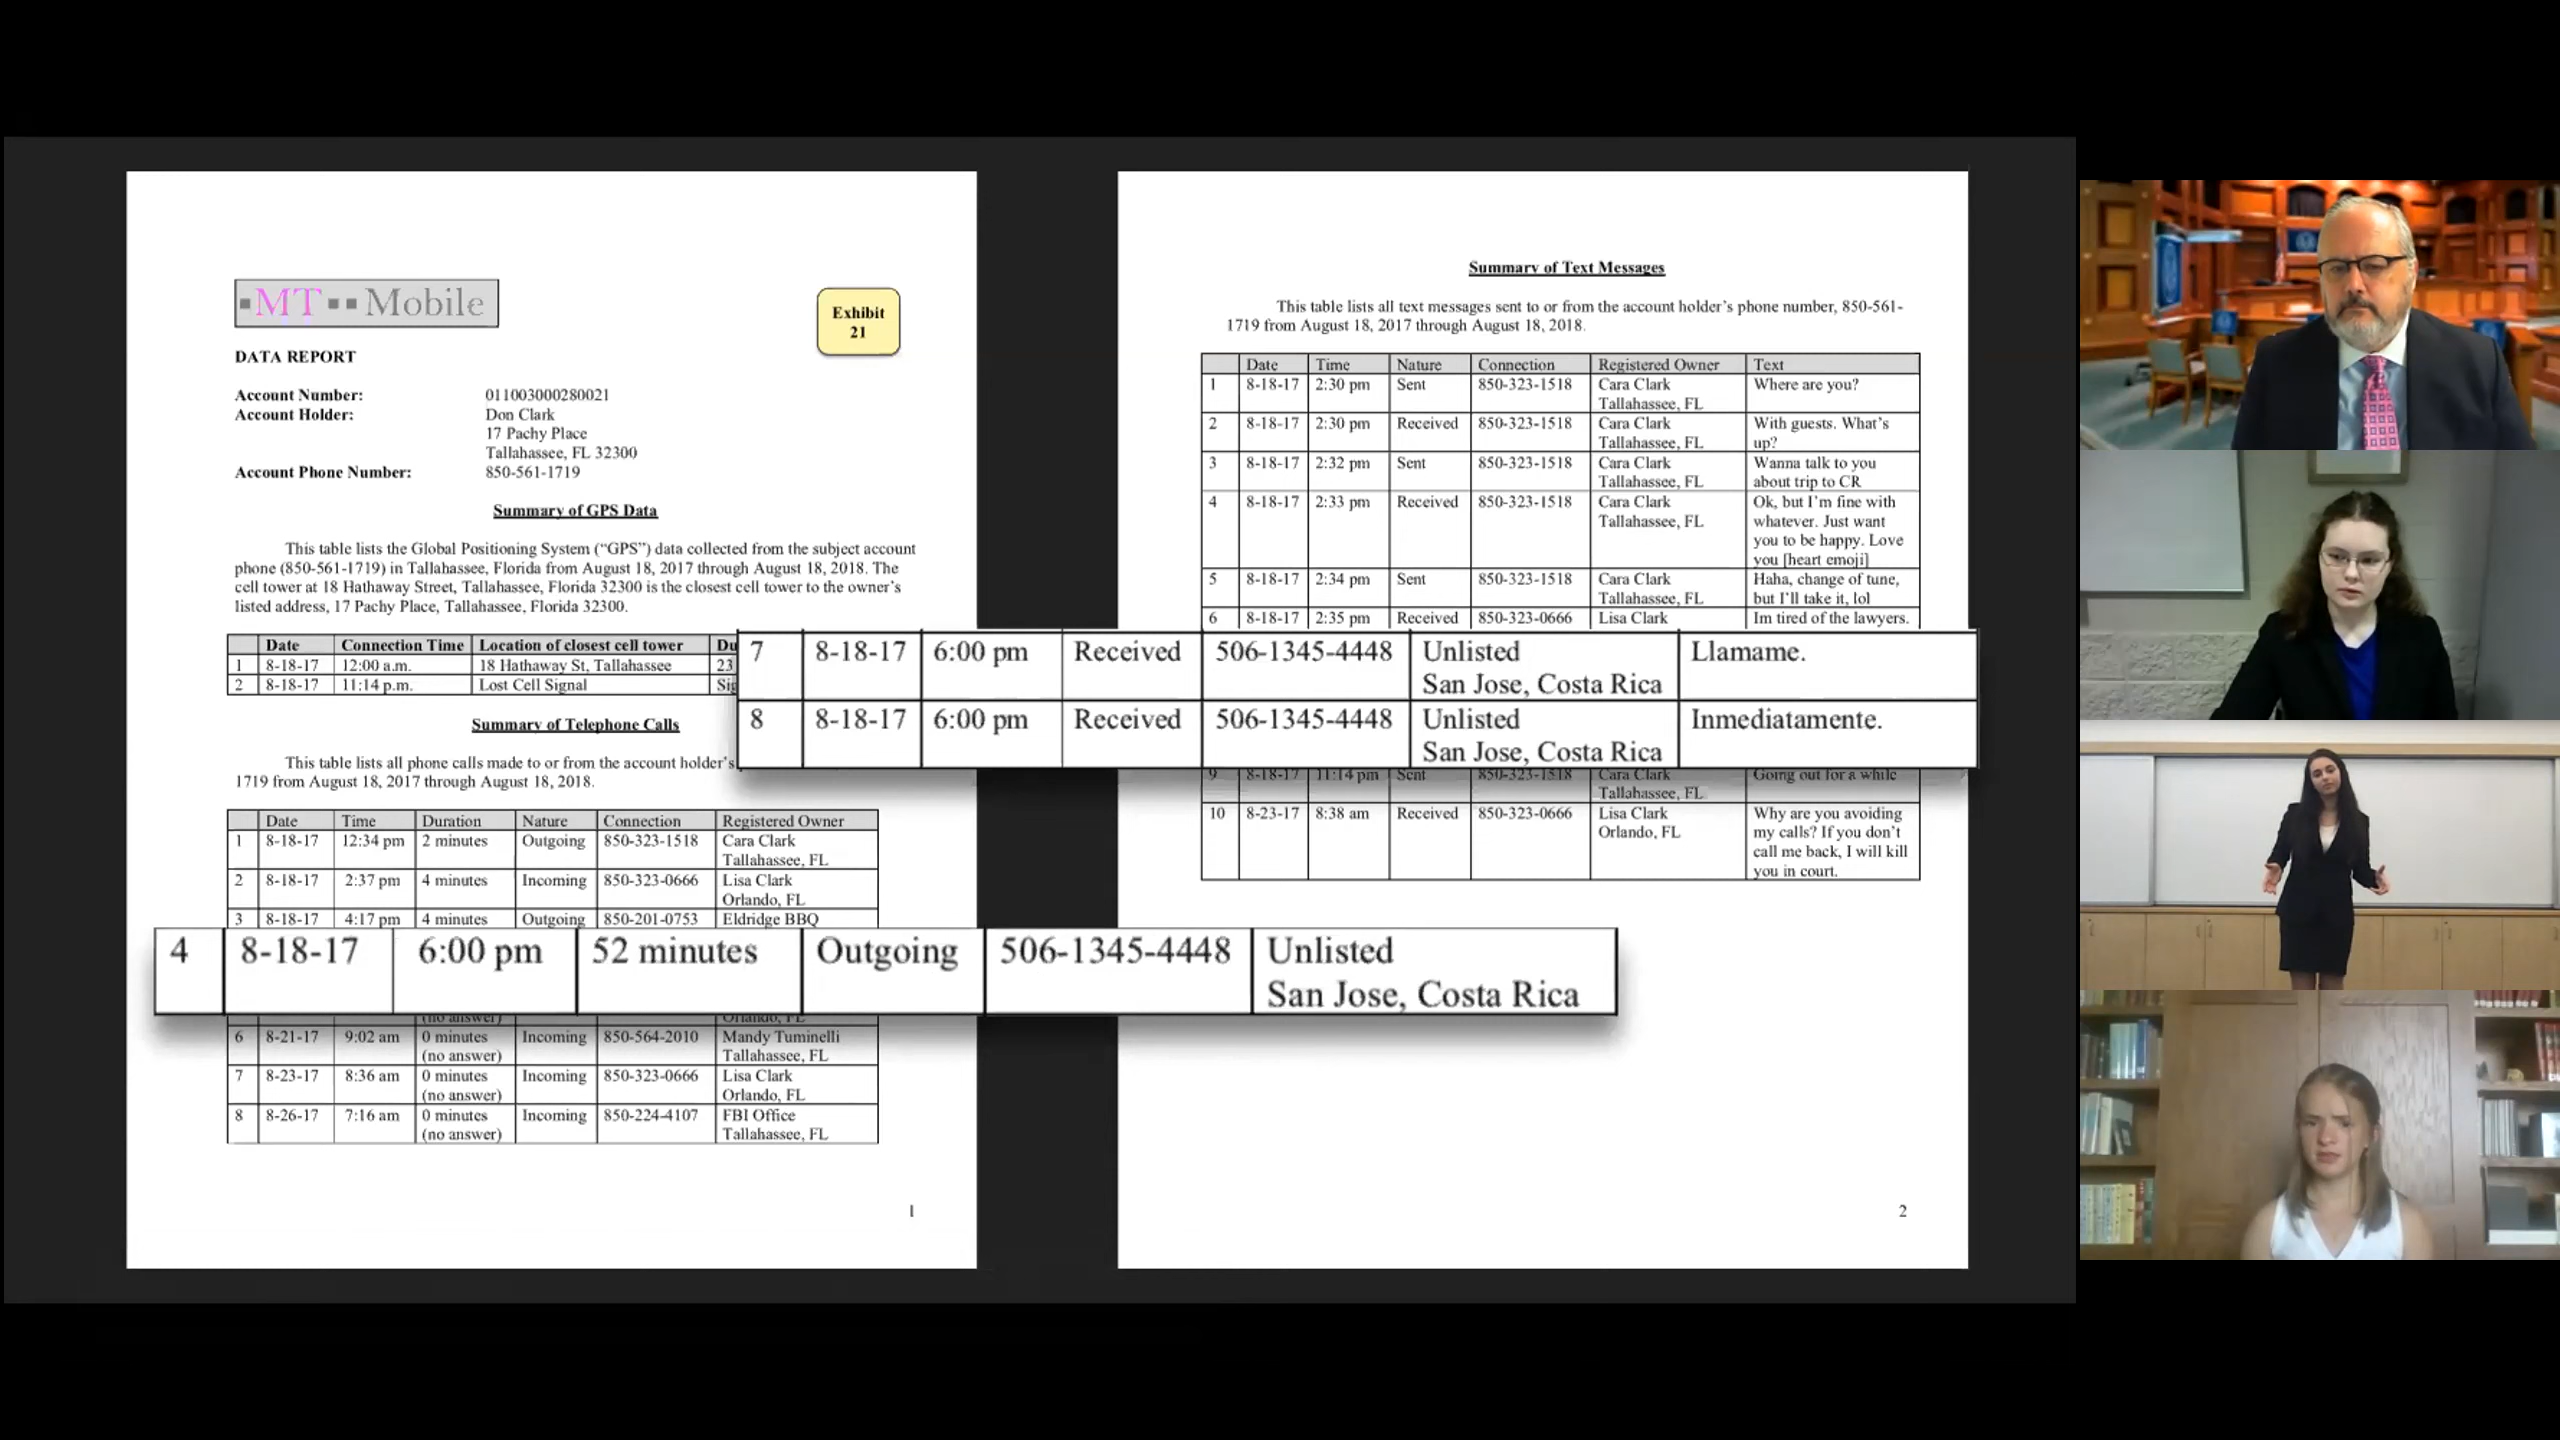 MT Mobile
Exhibit
21
DATA REPORT
Account Number: 011003000280021
Account Holder: Don Clark
17 Pachy Place
Tallahassee, FL 32300
Account Phone Number: 850-561-1719
Summary of GPS Data
This table lists the Global Positioning System (“GPS”) data collected from the subject account
phone (850-561-1719) in Tallahassee, Florida from August 18, 2017 through August 18, 2018. The
cell tower at 18 Hathaway Street, Tallahassee, Florida 32300 is the closest cell tower to the owner’s
listed address, 17 Pachy Place, Tallahassee, Florida 32300.
Date Connection Time Location of closest cell tower
1 8-18-17 12:00 a.m. 18 Hathaway St, Tallahassee 23
2 8-18-17 11:14 p.m. Lost Cell Signal
Summary of Telephone Calls
This table lists all phone calls made to or from the account holder’s
1719 from August 18, 2017 through August 18, 2018.
Date Time Duration Nature Connection Registered Owner
1 8-18-17 12:34 pm 2 minutes Outgoing 850-323-1518 Cara Clark
Tallahassee, FL
2 8-18-17 2:37 pm 4 minutes Incoming 850-323-0666 Lisa Clark
Orlando, FL
3 8-18-17 4:17 pm 4 minutes Outgoing 850-201-0753 Eldridge BBQ
4 8-18-17 6:00 pm 52 minutes Outgoing 506-1345-4448 Unlisted
San Jose, Costa Rica
(no answer) Orlando, FL
6 8-21-17 9:02 am 0 minutes Incoming 850-564-2010 Mandy Tuminelli
(no answer) Tallahassee, FL
7 8-23-17 8:36 am 0 minutes Incoming 850-323-0666 Lisa Clark
(no answer) Orlando, FL
8 8-26-17 7:16 am 0 minutes Incoming 850-224-4107 FBI Office
(no answer) Tallahassee, FL
1
Summary of Text Messages
This table lists all text messages sent to or from the account holder’s phone number, 850-561-
1719 from August 18, 2017 through August 18, 2018.
Date Time Nature Connection Registered Owner Text
1 8-18-17 2:30 pm Sent 850-323-1518 Cara Clark Where are you?
Tallahassee, FL
2 8-18-17 2:30 pm Received 850-323-1518 Cara Clark With guests. What’s
Tallahassee, FL up?
3 8-18-17 2:32 pm Sent 850-323-1518 Cara Clark Wanna talk to you
Tallahassee, FL about trip to CR
4 8-18-17 2:33 pm Received 850-323-1518 Cara Clark Ok, but I’m fine with
Tallahassee, FL whatever. Just want
you to be happy. Love
you [heart emoji]
5 8-18-17 2:34 pm Sent 850-323-1518 Cara Clark Haha, change of tune,
Tallahassee, FL but I’ll take it, lol
6 8-18-17 2:35 pm Received 850-323-0666 Lisa Clark Im tired of the lawyers.
7 8-18-17 6:00 pm Received 506-1345-4448 Unlisted Llamame.
San Jose, Costa Rica
8 8-18-17 6:00 pm Received 506-1345-4448 Unlisted Inmediatamente.
San Jose, Costa Rica
9 8-18-17 11:14 pm Sent 850-323-1518 Cara Clark Going out for a while
Tallahassee, FL
10 8-23-17 8:38 am Received 850-323-0666 Lisa Clark Why are you avoiding
Orlando, FL my calls? If you don’t
call me back, I will kill
you in court.
2